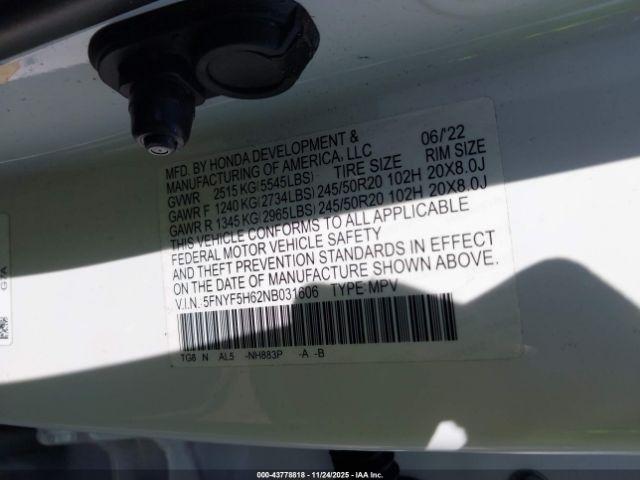 MFD. BY HONDA DEVELOPMENT & 06/'22
MANUFACTURING OF AMERICA, LLC TIRE SIZE RIM SIZE
GVWR 2515 KG(5545LBS)
GAWR F 1240 KG(2734LBS) 245/50R20 102H 20X8.0J
GAWR R 1345 KG(2965LBS) 245/50R20 102H 20X8.0J
THIS VEHICLE CONFORMS TO ALL APPLICABLE
FEDERAL MOTOR VEHICLE SAFETY
AND THEFT PREVENTION STANDARDS IN EFFECT
ON THE DATE OF MANUFACTURE SHOWN ABOVE.
V.I.N. 5FNYF5H62NB031606 TYPE: MPV
TG8 N AL5 -NH883P -A -B
G7A
000-43778818 - 11/24/2025 - IAA Inc.